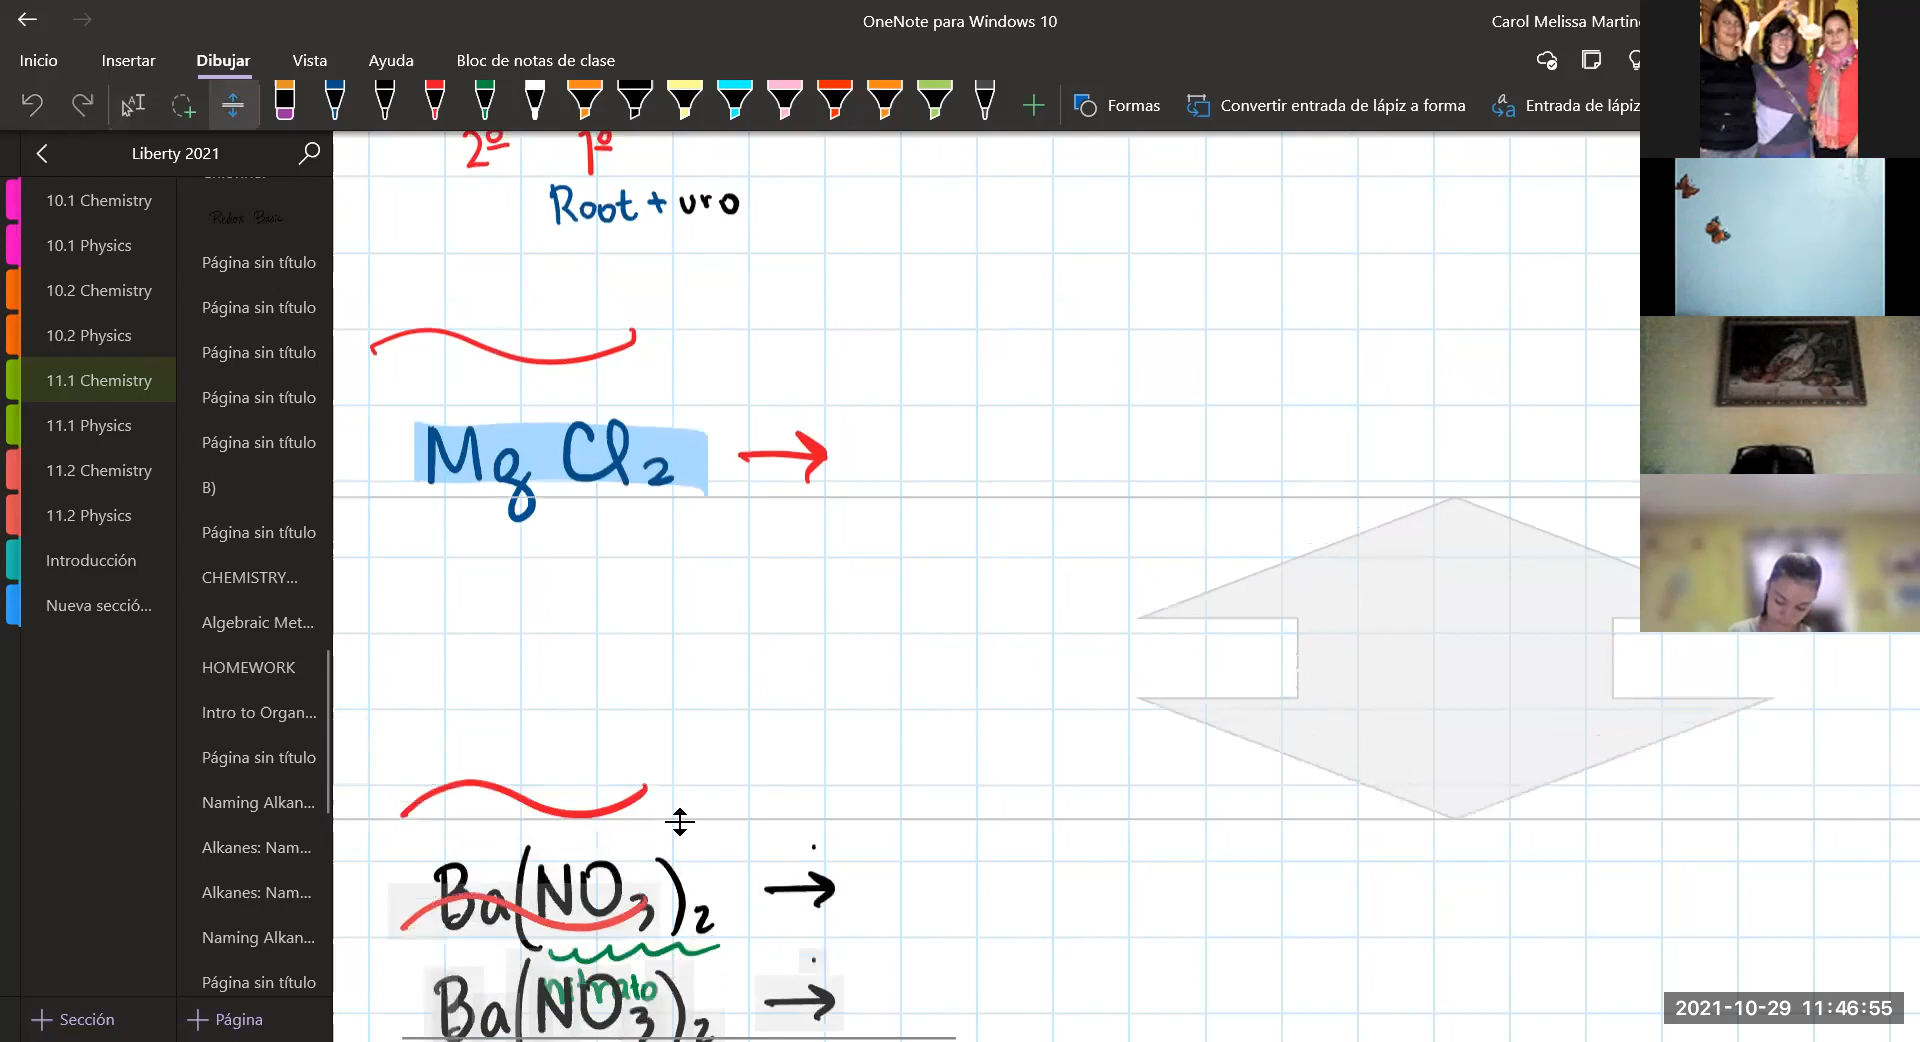 OneNote para Windows 10
Carol Melissa Martine
Inicio Insertar Dibujar Vista Ayuda Bloc de notas de clase
Formas Convertir entrada de lápiz a forma Entrada de lápiz
Liberty 2021
10.1 Chemistry
10.1 Physics
10.2 Chemistry
10.2 Physics
11.1 Chemistry
11.1 Physics
11.2 Chemistry
11.2 Physics
Introducción
Nueva secció...
Redox Basic
Página sin título
Página sin título
Página sin título
Página sin título
Página sin título
B)
Página sin título
CHEMISTRY...
Algebraic Met...
HOMEWORK
Intro to Organ...
Página sin título
Naming Alkan...
Alkanes: Nam...
Alkanes: Nam...
Naming Alkan...
Página sin título
Sección
Página
2º 1º
Root + uro
MgCl₂ →
Ba(NO₃)₂ →
nitrato
Ba(NO₃)₂ →
2021-10-29 11:46:55